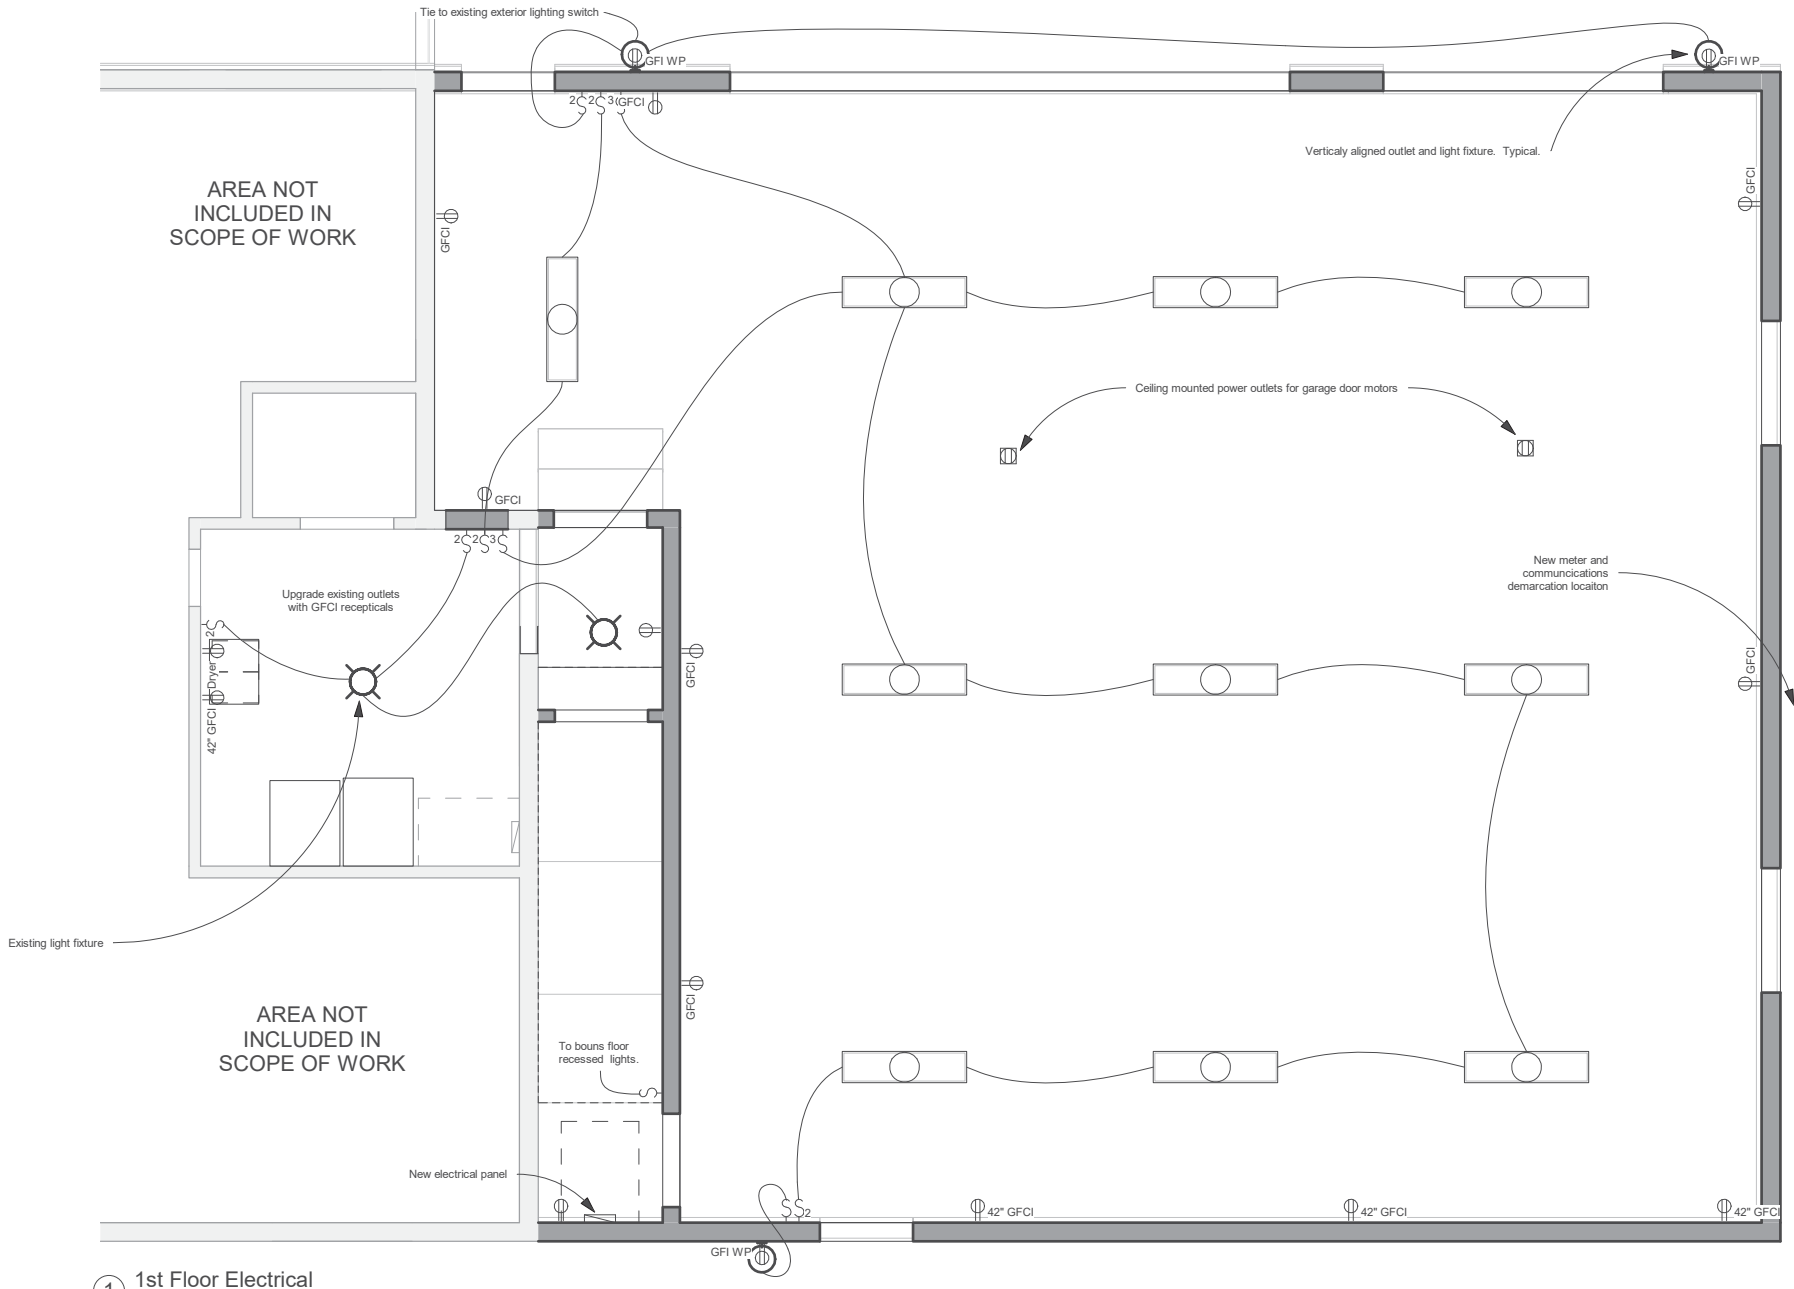 Tie to existing exterior lighting switch
GFI WP
GFI WP
2
2
3
GFCI
Verticaly aligned outlet and light fixture. Typical.
AREA NOT
INCLUDED IN
SCOPE OF WORK
GFCI
GFCI
Ceiling mounted power outlets for garage door motors
GFCI
2
2
3
Upgrade existing outlets
with GFCI recepticals
New meter and
communcications
demarcation locaiton
2
Dryer
42" GFCI
GFCI
GFCI
Existing light fixture
GFCI
AREA NOT
INCLUDED IN
SCOPE OF WORK
To bouns floor
recessed lights.
New electrical panel
2
42" GFCI
42" GFCI
42" GFCI
GFI WP
1
1st Floor Electrical